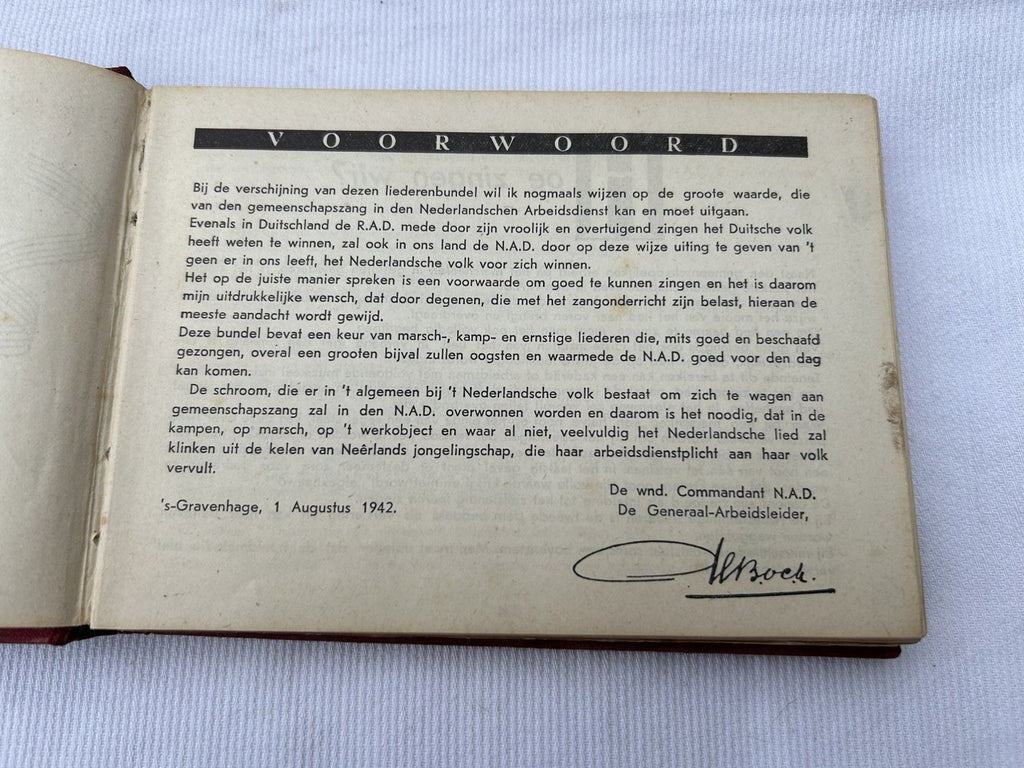 VOORWOORD
Bij de verschijning van dezen liederenbundel wil ik nogmaals wijzen op de groote waarde, die
van den gemeenschapszang in den Nederlandschen Arbeidsdienst kan en moet uitgaan.
Evenals in Duitschland de R.A.D. mede door zijn vroolijk en overtuigend zingen het Duitsche volk
heeft weten te winnen, zal ook in ons land de N.A.D. door op deze wijze uiting te geven van 't
geen er in ons leeft, het Nederlandsche volk voor zich winnen.
Het op de juiste manier spreken is een voorwaarde om goed te kunnen zingen en het is daarom
mijn uitdrukkelijke wensch, dat door degenen, die met het zangonderricht zijn belast, hieraan de
meeste aandacht wordt gewijd.
Deze bundel bevat een keur van marsch-, kamp- en ernstige liederen die, mits goed en beschaafd
gezongen, overal een grooten bijval zullen oogsten en waarmede de N.A.D. goed voor den dag
kan komen.
De schroom, die er in 't algemeen bij 't Nederlandsche volk bestaat om zich te wagen aan
gemeenschapszang zal in den N.A.D. overwonnen worden en daarom is het noodig, dat in de
kampen, op marsch, op 't werkobject en waar al niet, veelvuldig het Nederlandsche lied zal
klinken uit de kelen van Neêrlands jongelingschap, die haar arbeidsdienstplicht aan haar volk
vervult.
De wnd. Commandant N.A.D.
's-Gravenhage, 1 Augustus 1942.
De Generaal-Arbeidsleider,